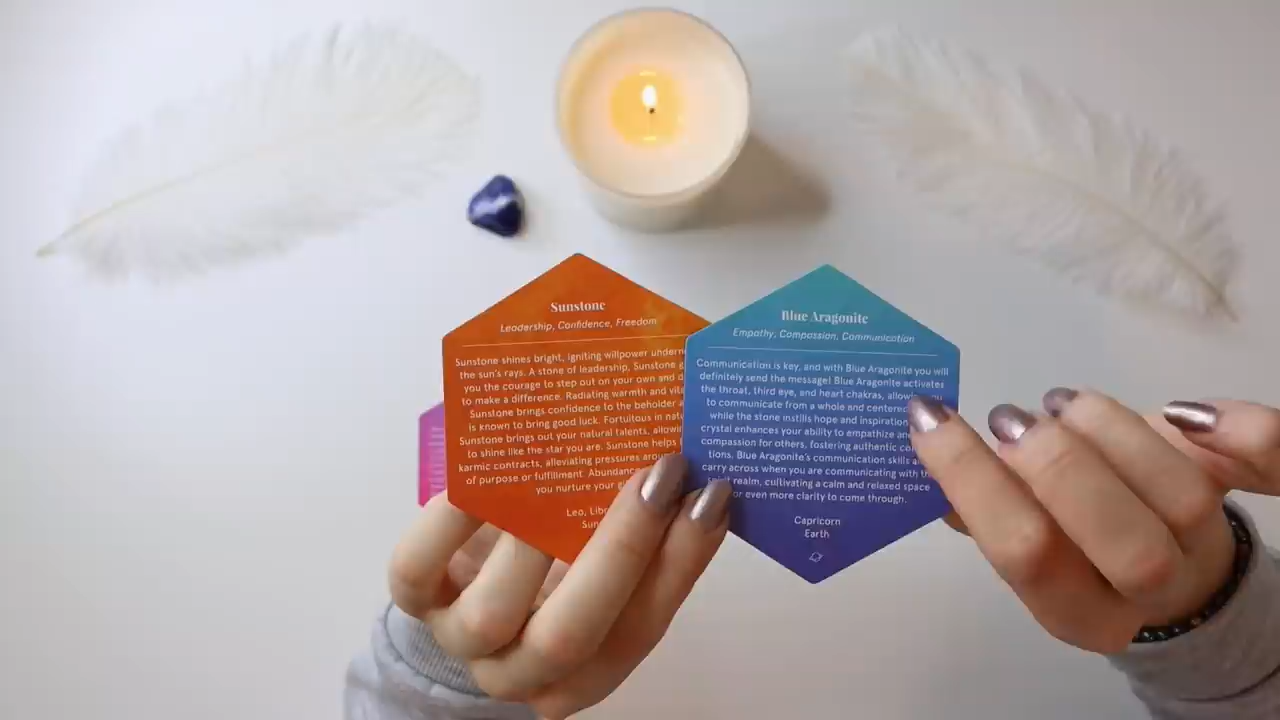 Sunstone
Leadership, Confidence, Freedom
Sunstone shines bright, igniting willpower
the sun's rays. A stone of leadership, Sunstone
you the courage to step out on your own and
to make a difference. Radiating warmth and
Sunstone brings confidence to the beholder
is known to bring good luck. Fortuitous in
Sunstone brings out your natural talents,
to shine like the star you are. Sunstone helps
karmic contracts, alleviating pressures
of purpose or fulfillment.
you nurture your
Leo,
Blue Aragonite
Empathy, Compassion, Communication
Communication is key, and with Blue Aragonite you will
definitely send the message! Blue Aragonite activates
the throat, third eye, and heart chakras,
to communicate from a whole and centered
while the stone instills hope and inspiration
crystal enhances your ability to empathize
compassion for others, fostering authentic
tions. Blue Aragonite's communication skills
carry across when you are communicating with
realm, cultivating a calm and relaxed space
or even more clarity to come through.
Capricorn
Earth